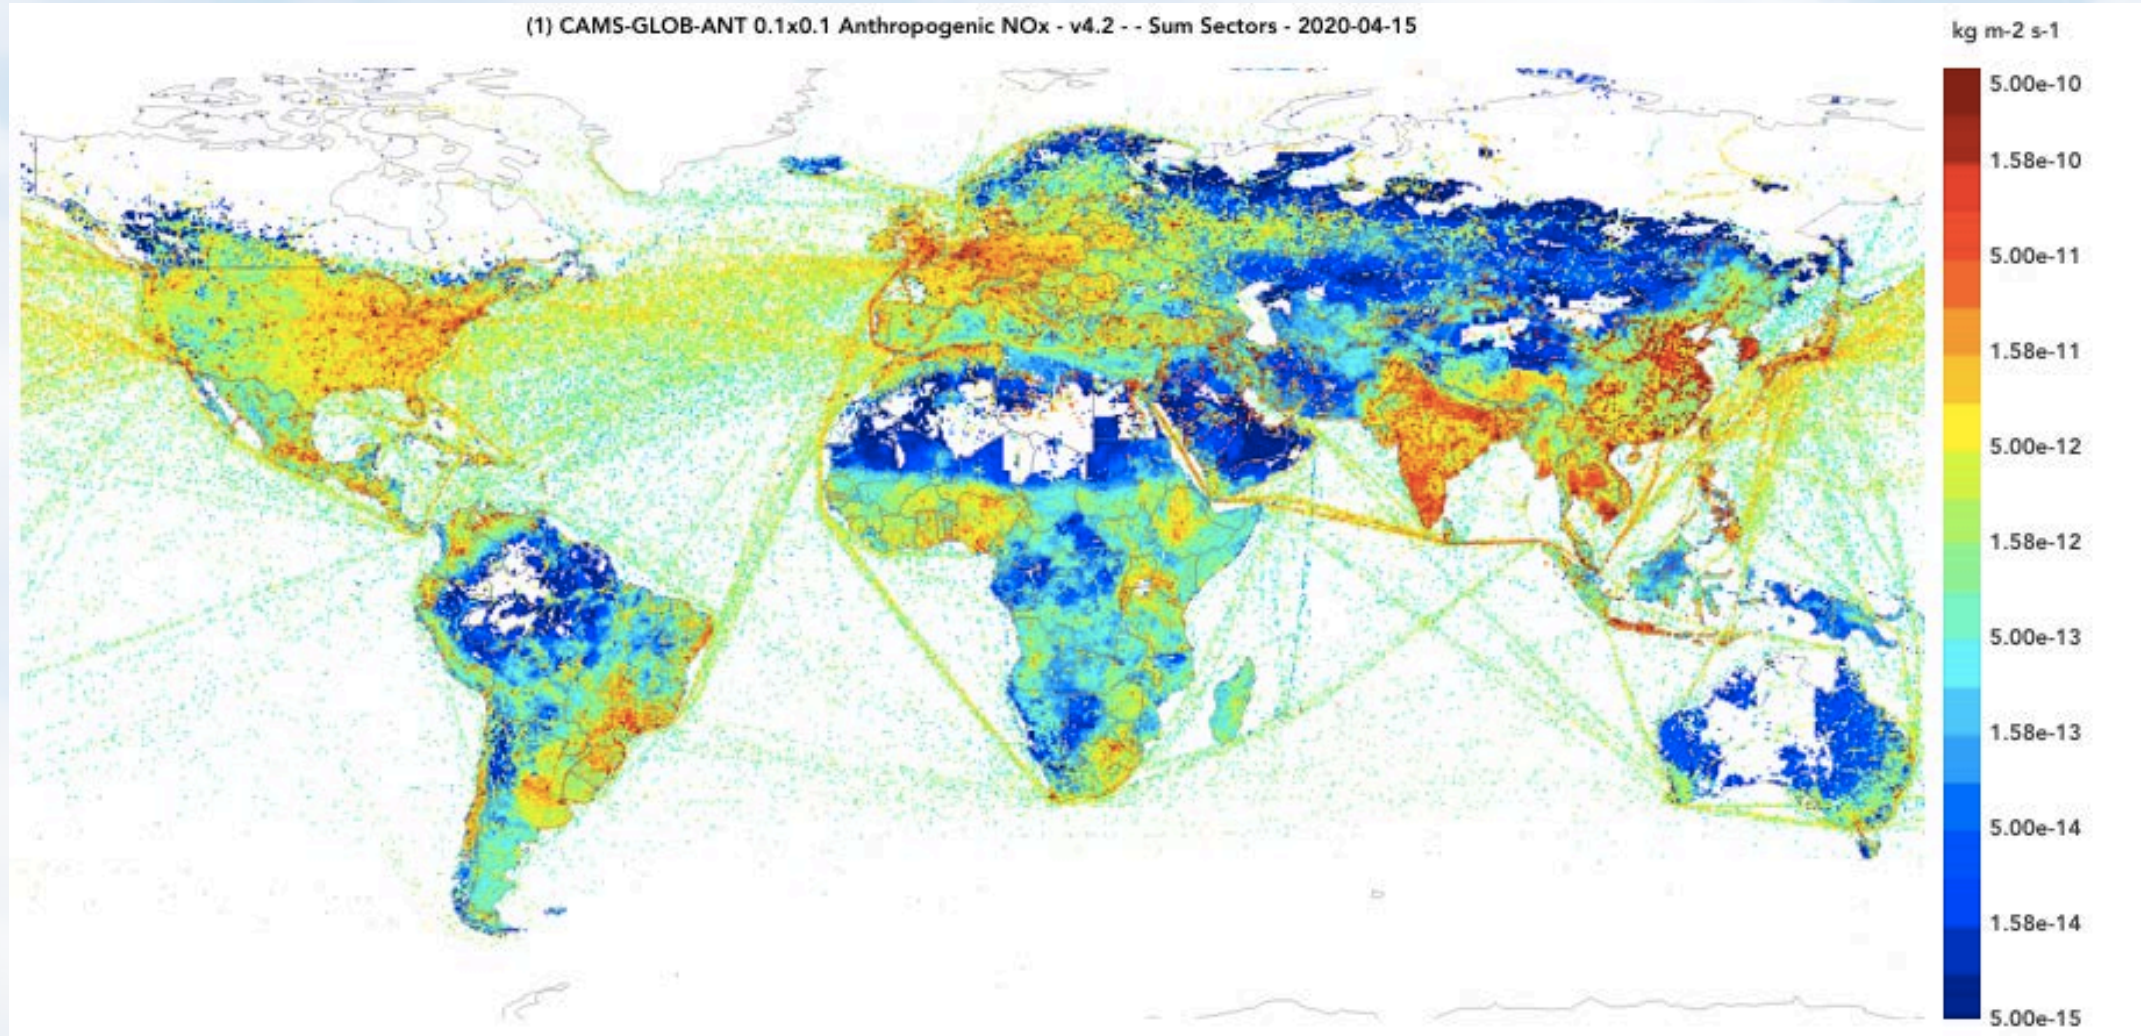 (1) CAMS-GLOB-ANT 0.1x0.1 Anthropogenic NOx - v4.2 - - Sum Sectors - 2020-04-15
kg m-2 s-1
5.00e-10
1.58e-10
5.00e-11
1.58e-11
5.00e-12
1.58e-12
5.00e-13
1.58e-13
5.00e-14
1.58e-14
5.00e-15